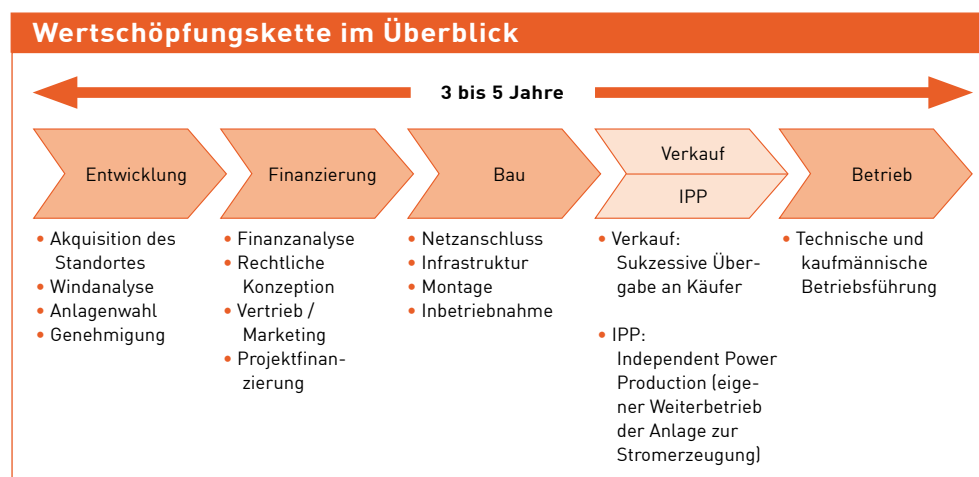 Wertschöpfungskette im Überblick
3 bis 5 Jahre
Entwicklung
• Akquisition des
Standortes
• Windanalyse
• Anlagenwahl
• Genehmigung
Finanzierung
• Finanzanalyse
• Rechtliche
Konzeption
• Vertrieb /
Marketing
• Projektfinan-
zierung
Bau
• Netzanschluss
• Infrastruktur
• Montage
• Inbetriebnahme
Verkauf
IPP
• Verkauf:
Sukzessive Über-
gabe an Käufer
• IPP:
Independent Power
Production (eige-
ner Weiterbetrieb
der Anlage zur
Stromerzeugung)
Betrieb
• Technische und
kaufmännische
Betriebsführung